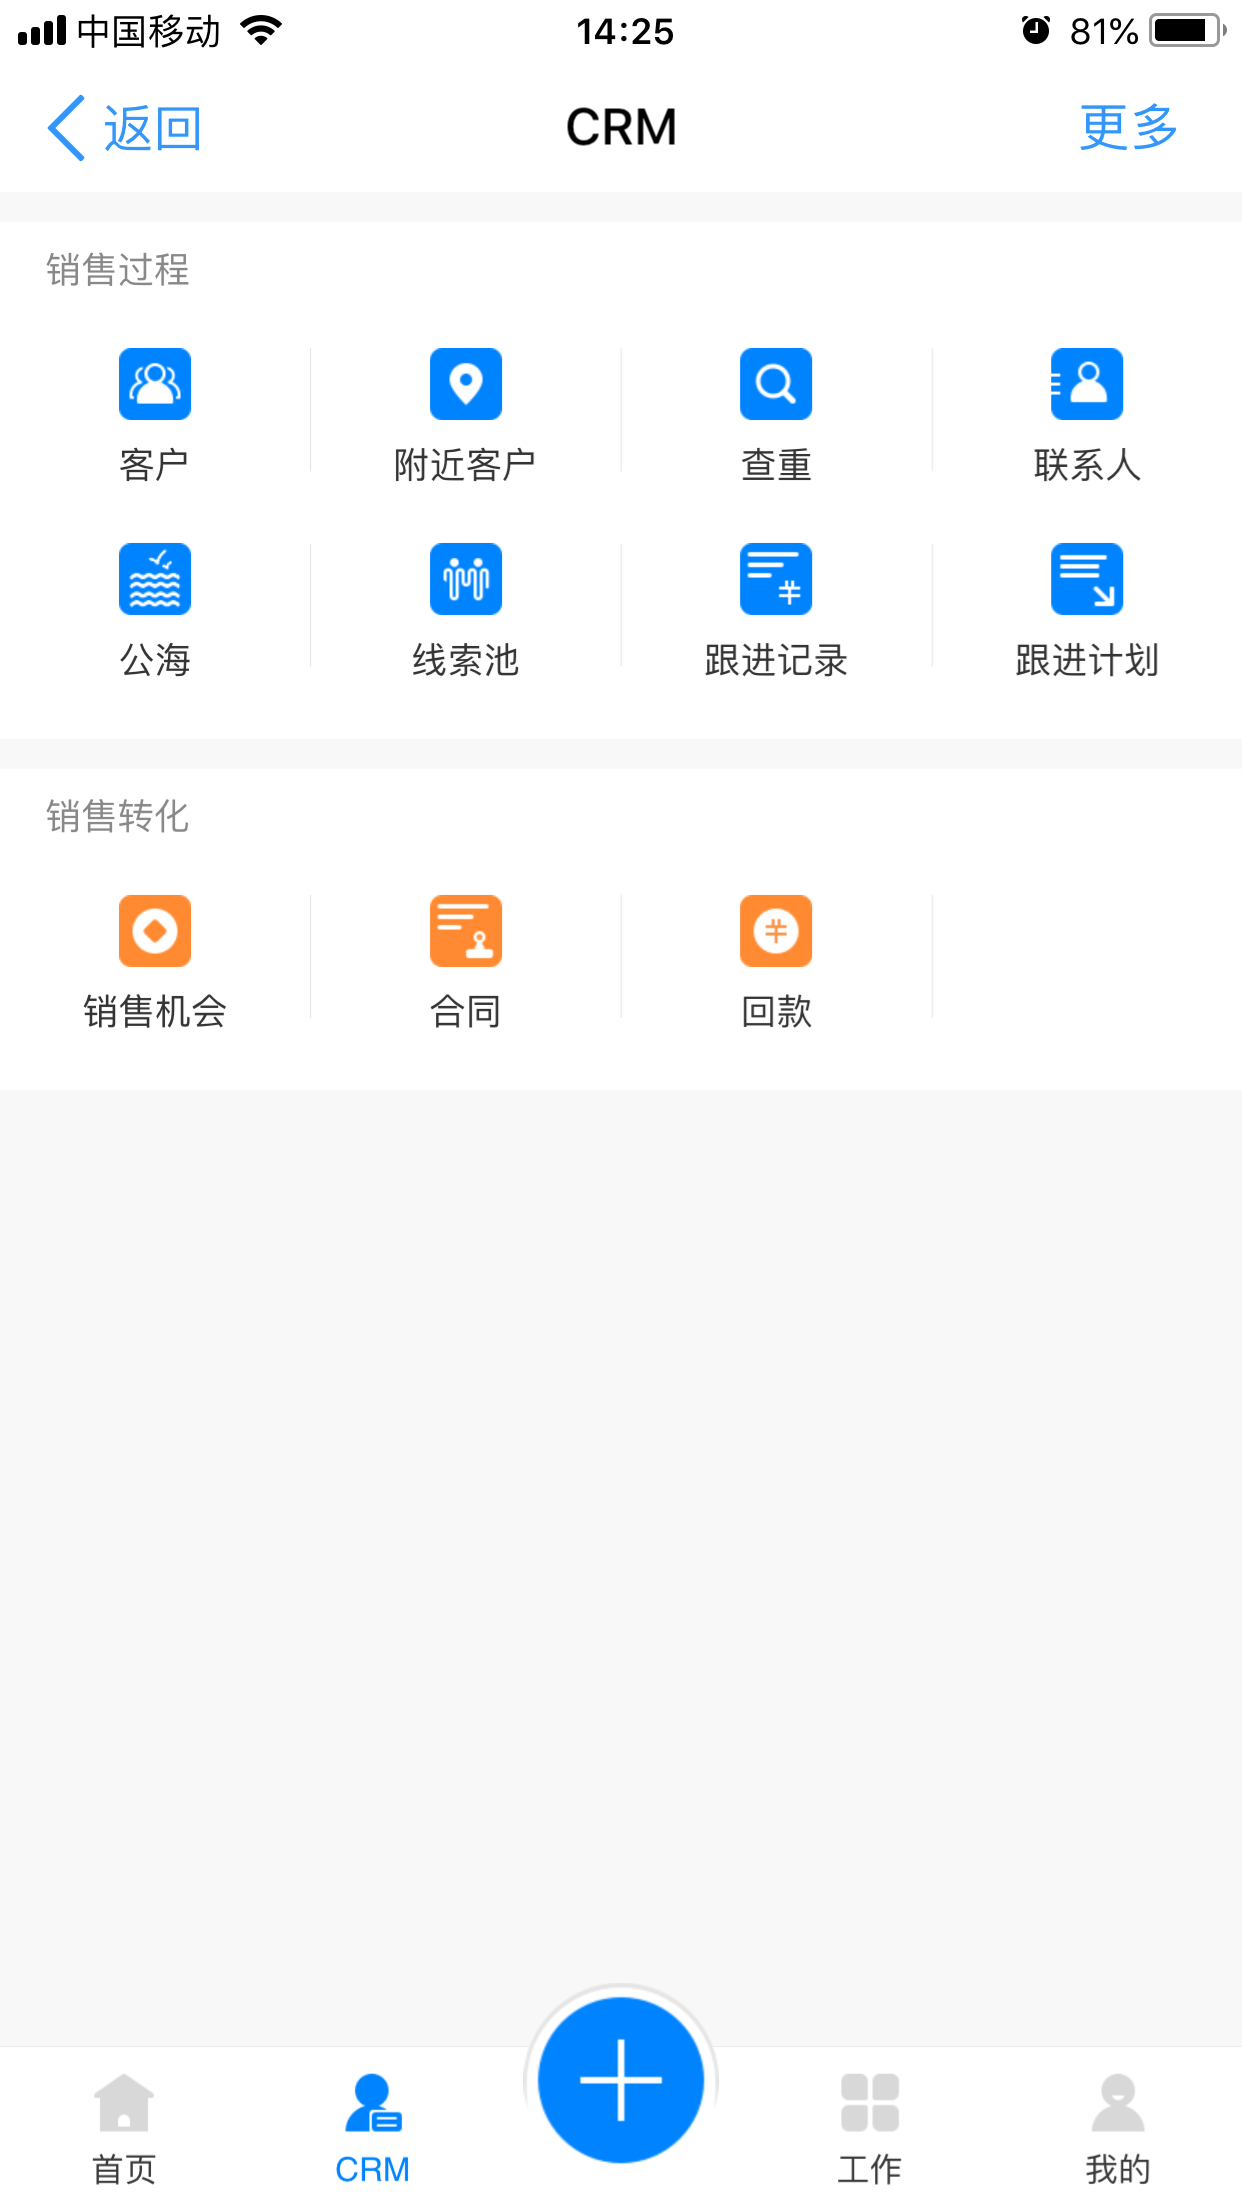 中国移动 14:25 81%
返回 CRM 更多
销售过程
客户 附近客户 查重 联系人
公海 线索池 跟进记录 跟进计划
销售转化
销售机会 合同 回款
首页 CRM 工作 我的